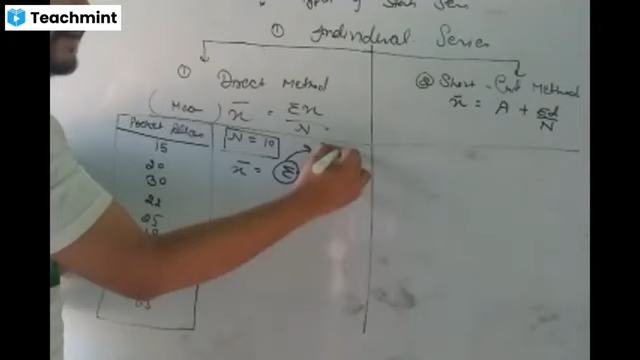 Teachmint
① Individual Series
① Direct Method
(Mean) x̄ = Σx/N
② Short-Cut Method
x̄ = A + Σd/N
Pocket
N = 10
x̄ = Σ
15
20
30
22
25